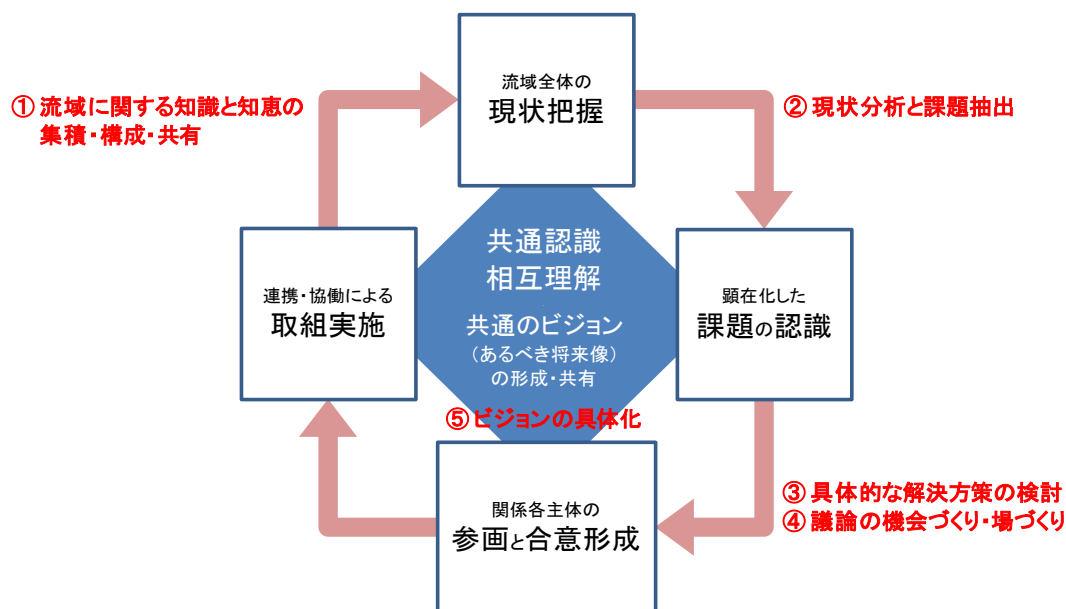 流域全体の
現状把握
① 流域に関する知識と知恵の
集積・構成・共有
② 現状分析と課題抽出
共通認識
相互理解
共通のビジョン
（あるべき将来像）
の形成・共有
連携・協働による
取組実施
顕在化した
課題の認識
⑤ ビジョンの具体化
関係各主体の
参画と合意形成
③ 具体的な解決方策の検討
④ 議論の機会づくり・場づくり